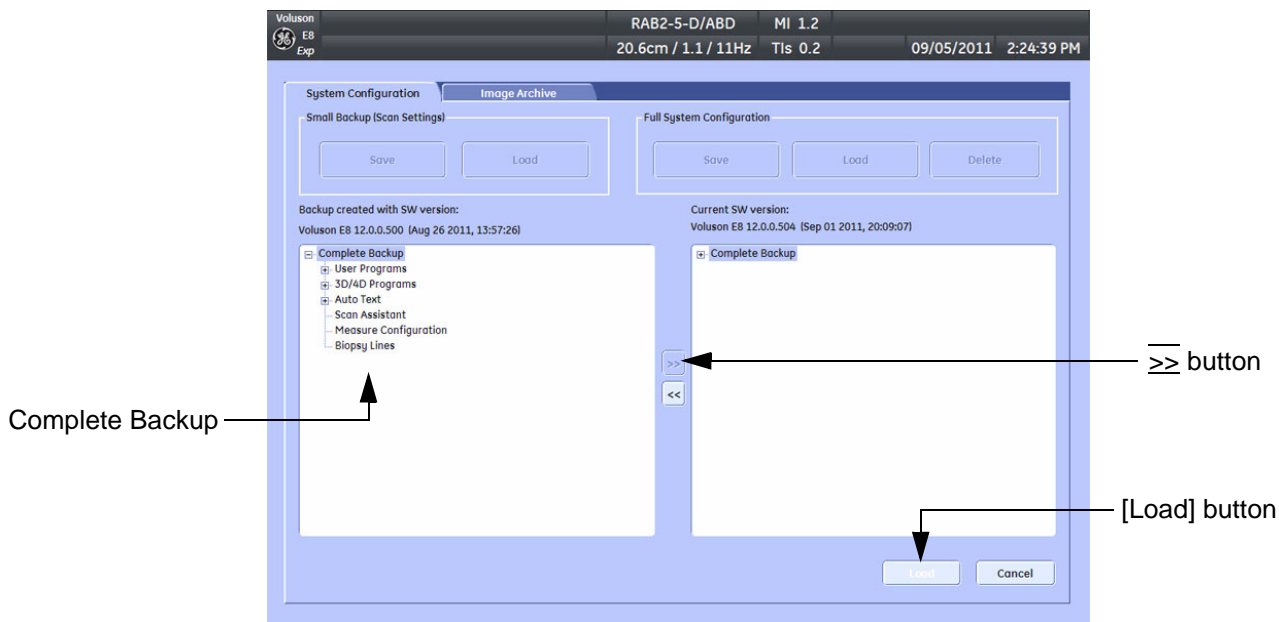 Voluson
E8
Exp
RAB2-5-D/ABD MI 1.2
20.6cm / 1.1 / 11Hz TIs 0.2 09/05/2011 2:24:39 PM
System Configuration Image Archive
Small Backup (Scan Settings) Full System Configuration
Save Load Save Load Delete
Backup created with SW version: Current SW version:
Voluson E8 12.0.0.500 (Aug 26 2011, 13:57:26) Voluson E8 12.0.0.504 (Sep 01 2011, 20:09:07)
Complete Backup Complete Backup
User Programs
3D/4D Programs
Auto Text
Scan Assistant
Measure Configuration
Biopsy Lines
>> >> button
<<
Complete Backup
[Load] button
Load Cancel